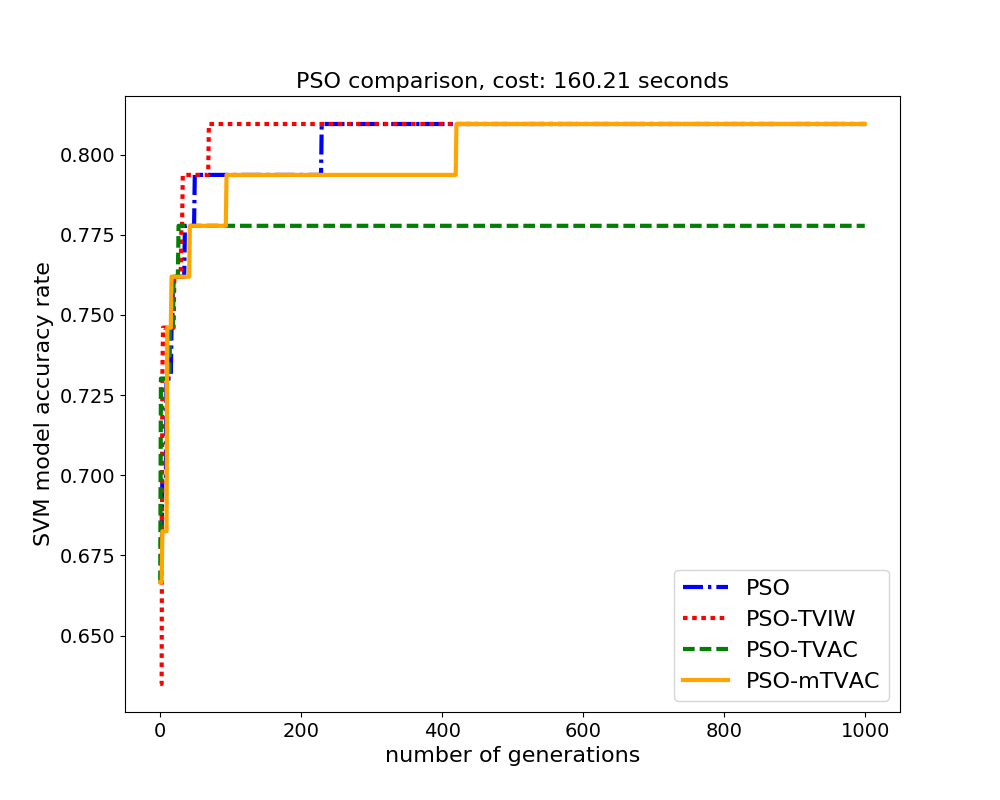 PSO comparison, cost: 160.21 seconds
SVM model accuracy rate
0.800
0.775
0.750
0.725
0.700
0.675
0.650
0 200 400 600 800 1000
number of generations
PSO
PSO-TVIW
PSO-TVAC
PSO-mTVAC